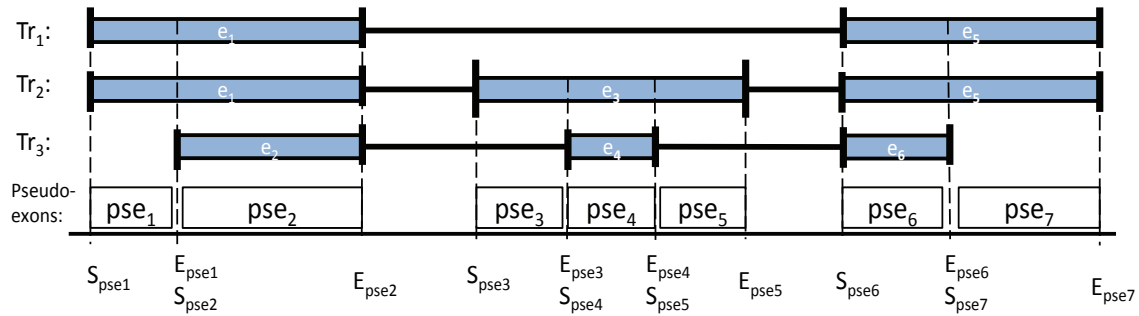 Tr1: e1 e5
Tr2: e1 e3 e5
Tr3: e2 e4 e6
Pseudo-
exons: pse1 pse2 pse3 pse4 pse5 pse6 pse7
Spse1 Epse1 Epse2 Spse3 Epse3 Epse4 Epse5 Spse6 Epse6 Epse7
Spse2 Spse4 Spse5 Spse7